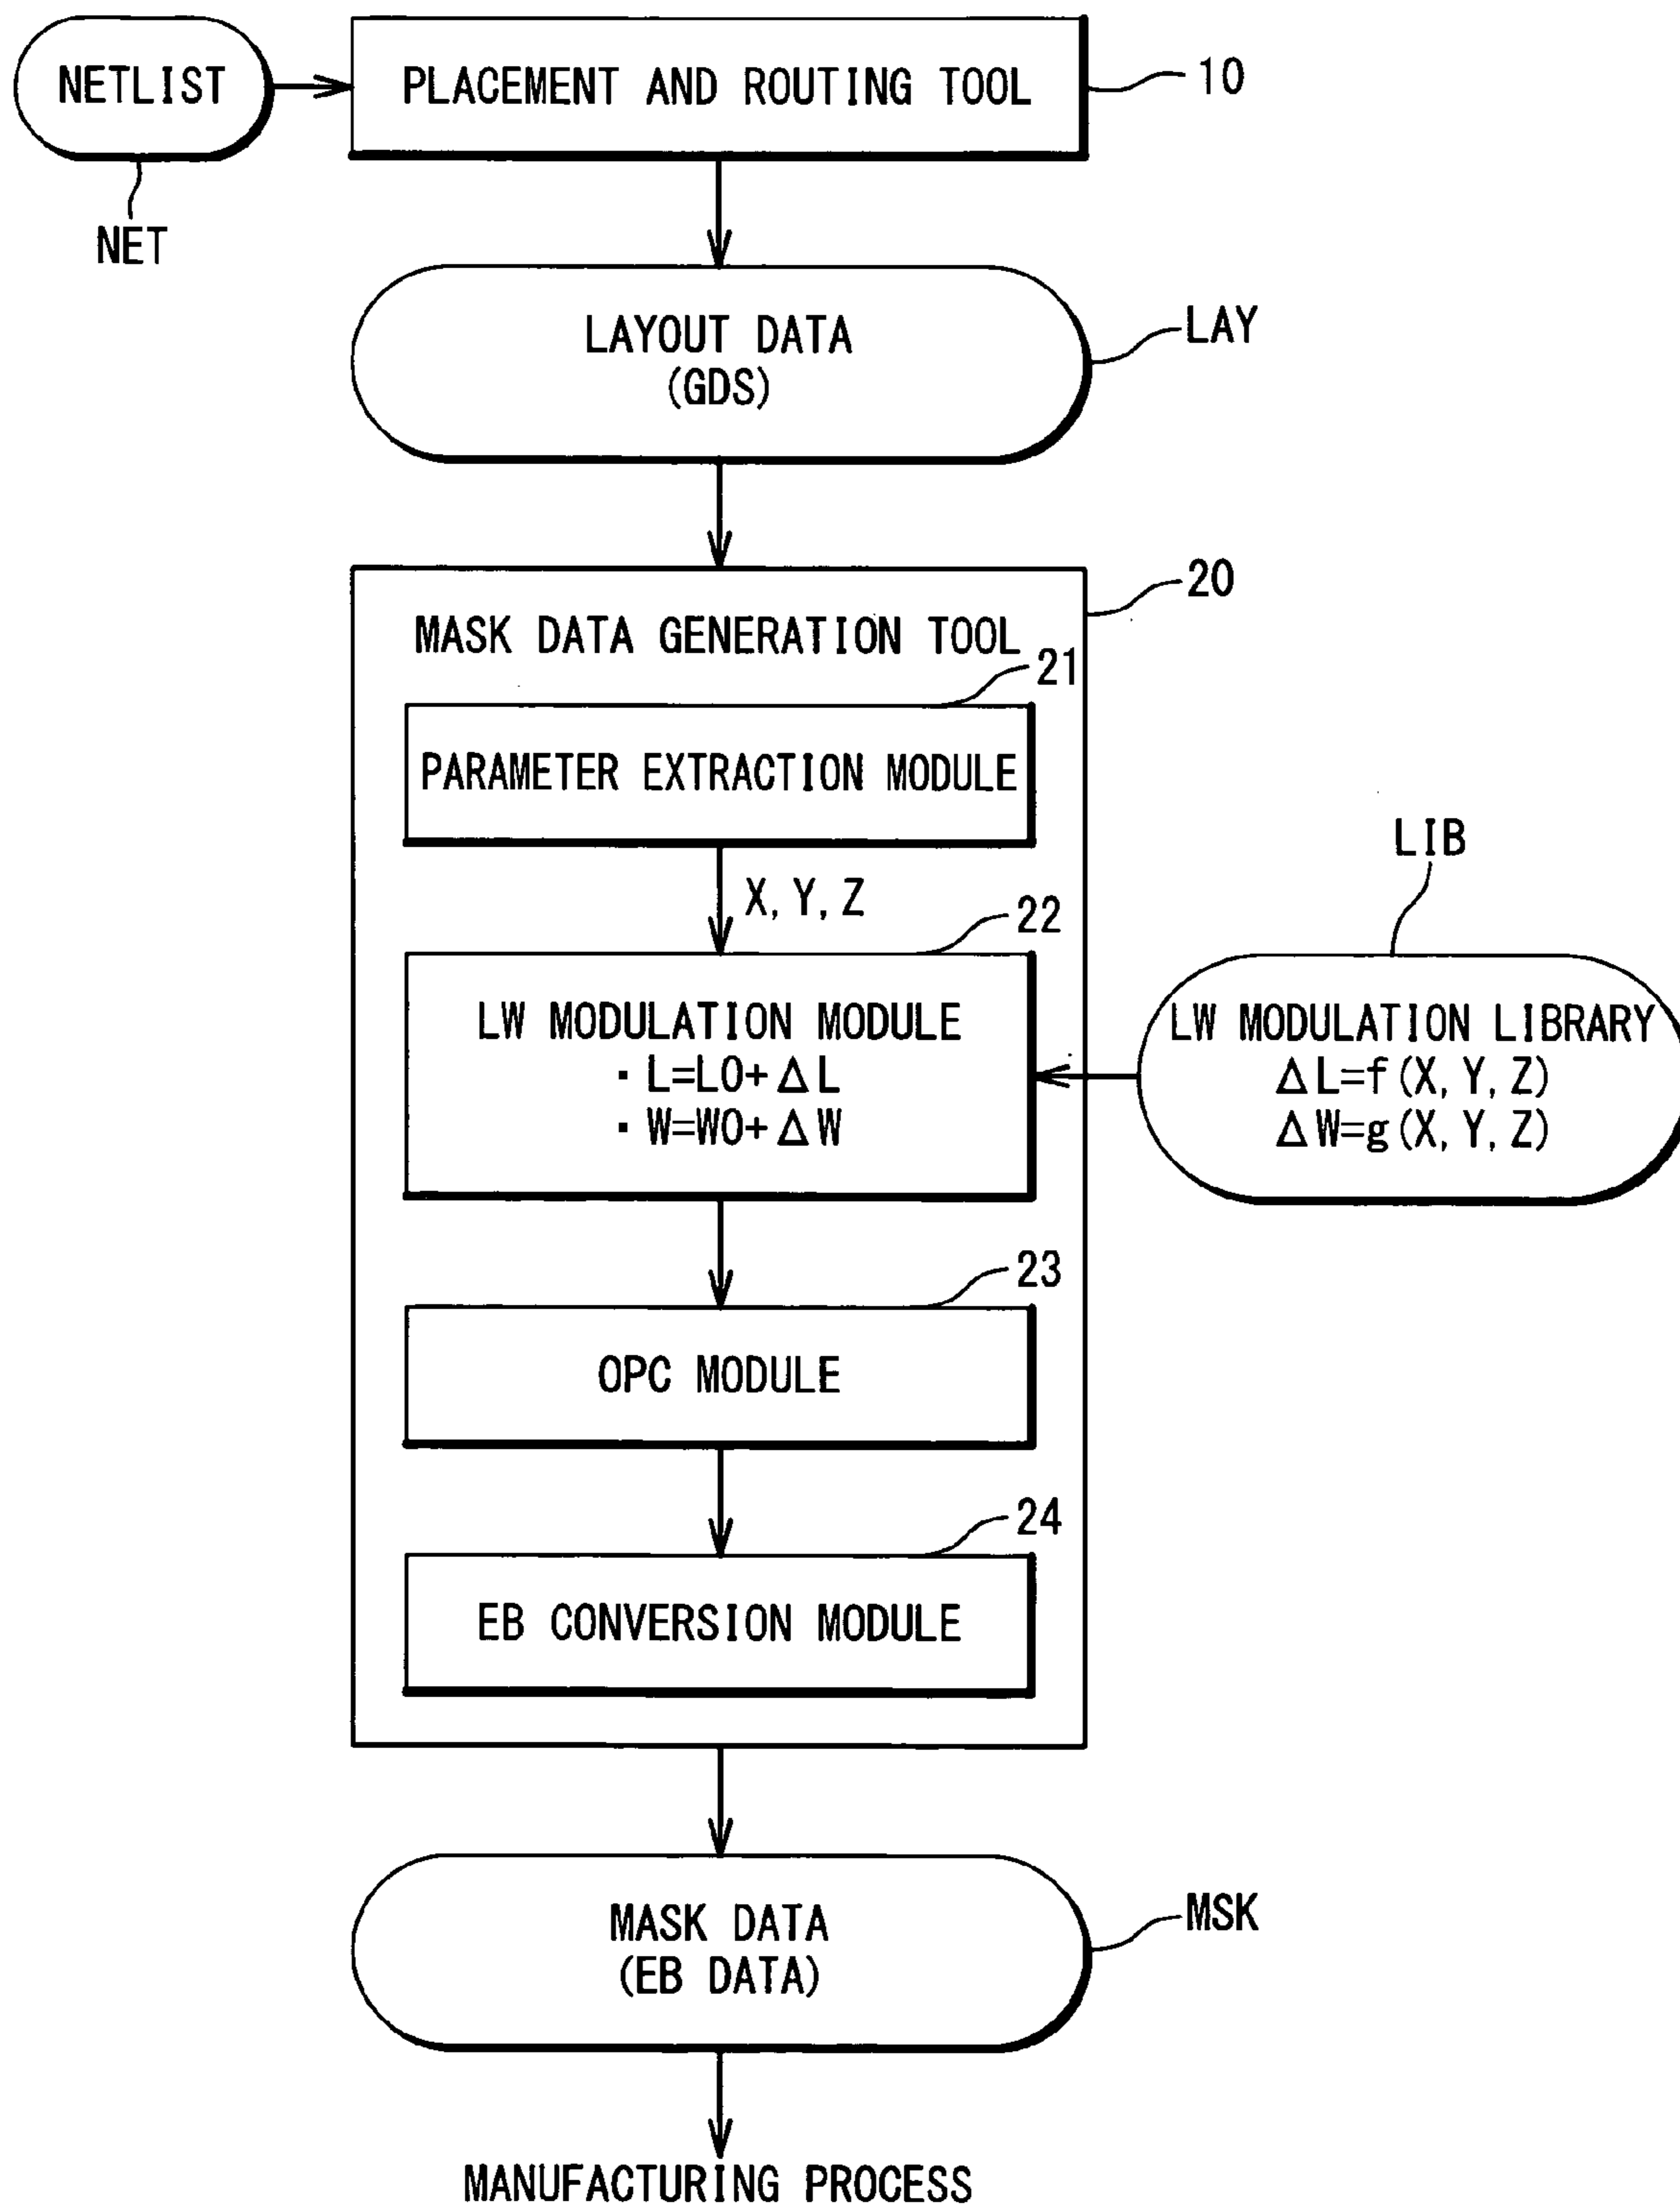 NETLIST
PLACEMENT AND ROUTING TOOL
10
NET
LAYOUT DATA
(GDS)
LAY
20
MASK DATA GENERATION TOOL
21
PARAMETER EXTRACTION MODULE
X, Y, Z
LIB
22
LW MODULATION MODULE
・L=L0+ΔL
・W=W0+ΔW
LW MODULATION LIBRARY
ΔL=f(X, Y, Z)
ΔW=g(X, Y, Z)
23
OPC MODULE
24
EB CONVERSION MODULE
MASK DATA
(EB DATA)
MSK
MANUFACTURING PROCESS